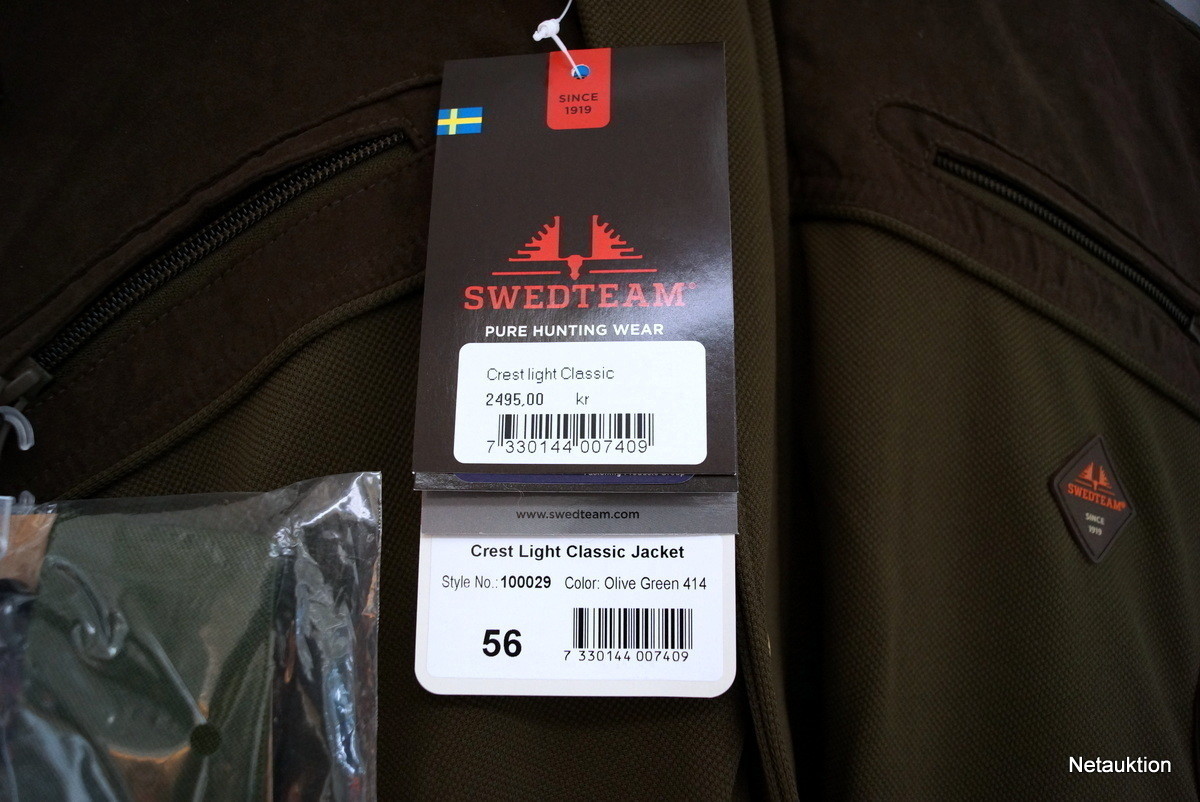 SINCE
1919
SWEDTEAM®
PURE HUNTING WEAR
Crest light Classic
2495,00 kr
7 330144 007409
www.swedteam.com
Crest Light Classic Jacket
Style No.: 100029 Color: Olive Green 414
56
7 330144 007409
SWEDTEAM®
SINCE
1919
Netauktion